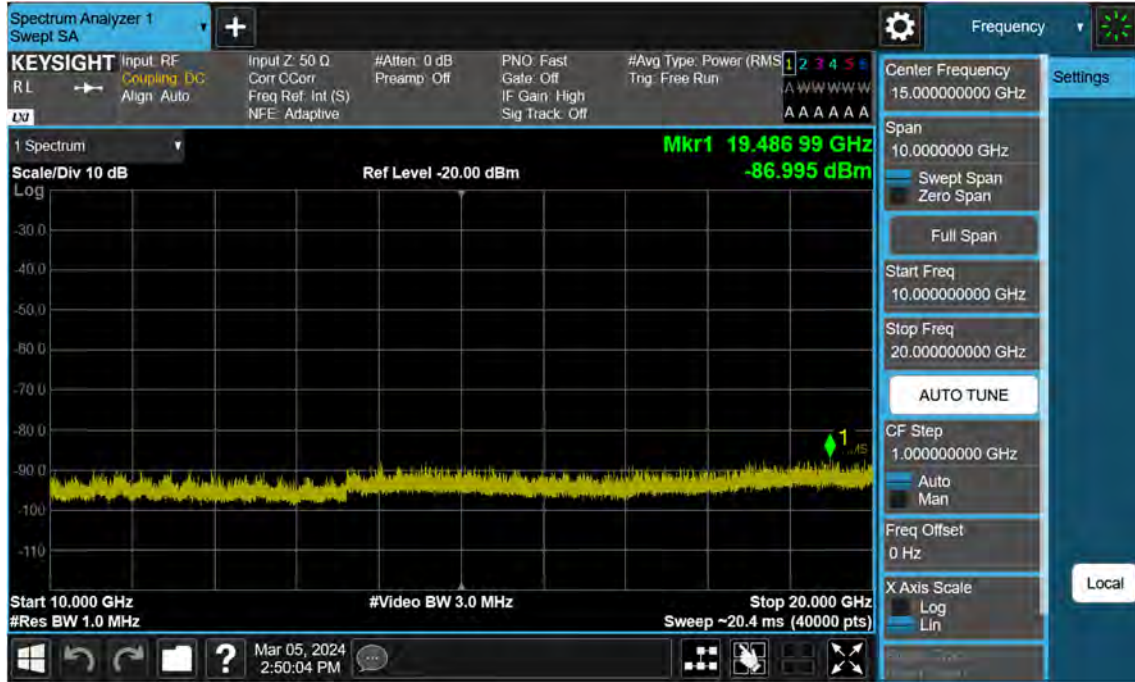 Spectrum Analyzer 1
Swept SA
+
Frequency
KEYSIGHT
RL
LXI
Input: RF
Coupling: DC
Align: Auto
Input Z: 50 Ω
Corr CCorr
Freq Ref: Int (S)
NFE: Adaptive
#Atten: 0 dB
Preamp: Off
PNO: Fast
Gate: Off
IF Gain: High
Sig Track: Off
#Avg Type: Power (RMS
Trig: Free Run
1 2 3 4 5 6
A W W W W W
A A A A A A
1 Spectrum
Scale/Div 10 dB
Ref Level -20.00 dBm
Mkr1 19.486 99 GHz
-86.995 dBm
Log
-30.0
-40.0
-50.0
-60.0
-70.0
-80.0
-90.0
-100
-110
1
Start 10.000 GHz
#Video BW 3.0 MHz
Stop 20.000 GHz
#Res BW 1.0 MHz
Sweep ~20.4 ms (40000 pts)
?
Mar 05, 2024
2:50:04 PM
Center Frequency
15.000000000 GHz
Settings
Span
10.0000000 GHz
Swept Span
Zero Span
Full Span
Start Freq
10.000000000 GHz
Stop Freq
20.000000000 GHz
AUTO TUNE
CF Step
1.000000000 GHz
Auto
Man
Freq Offset
0 Hz
X Axis Scale
Log
Lin
Local